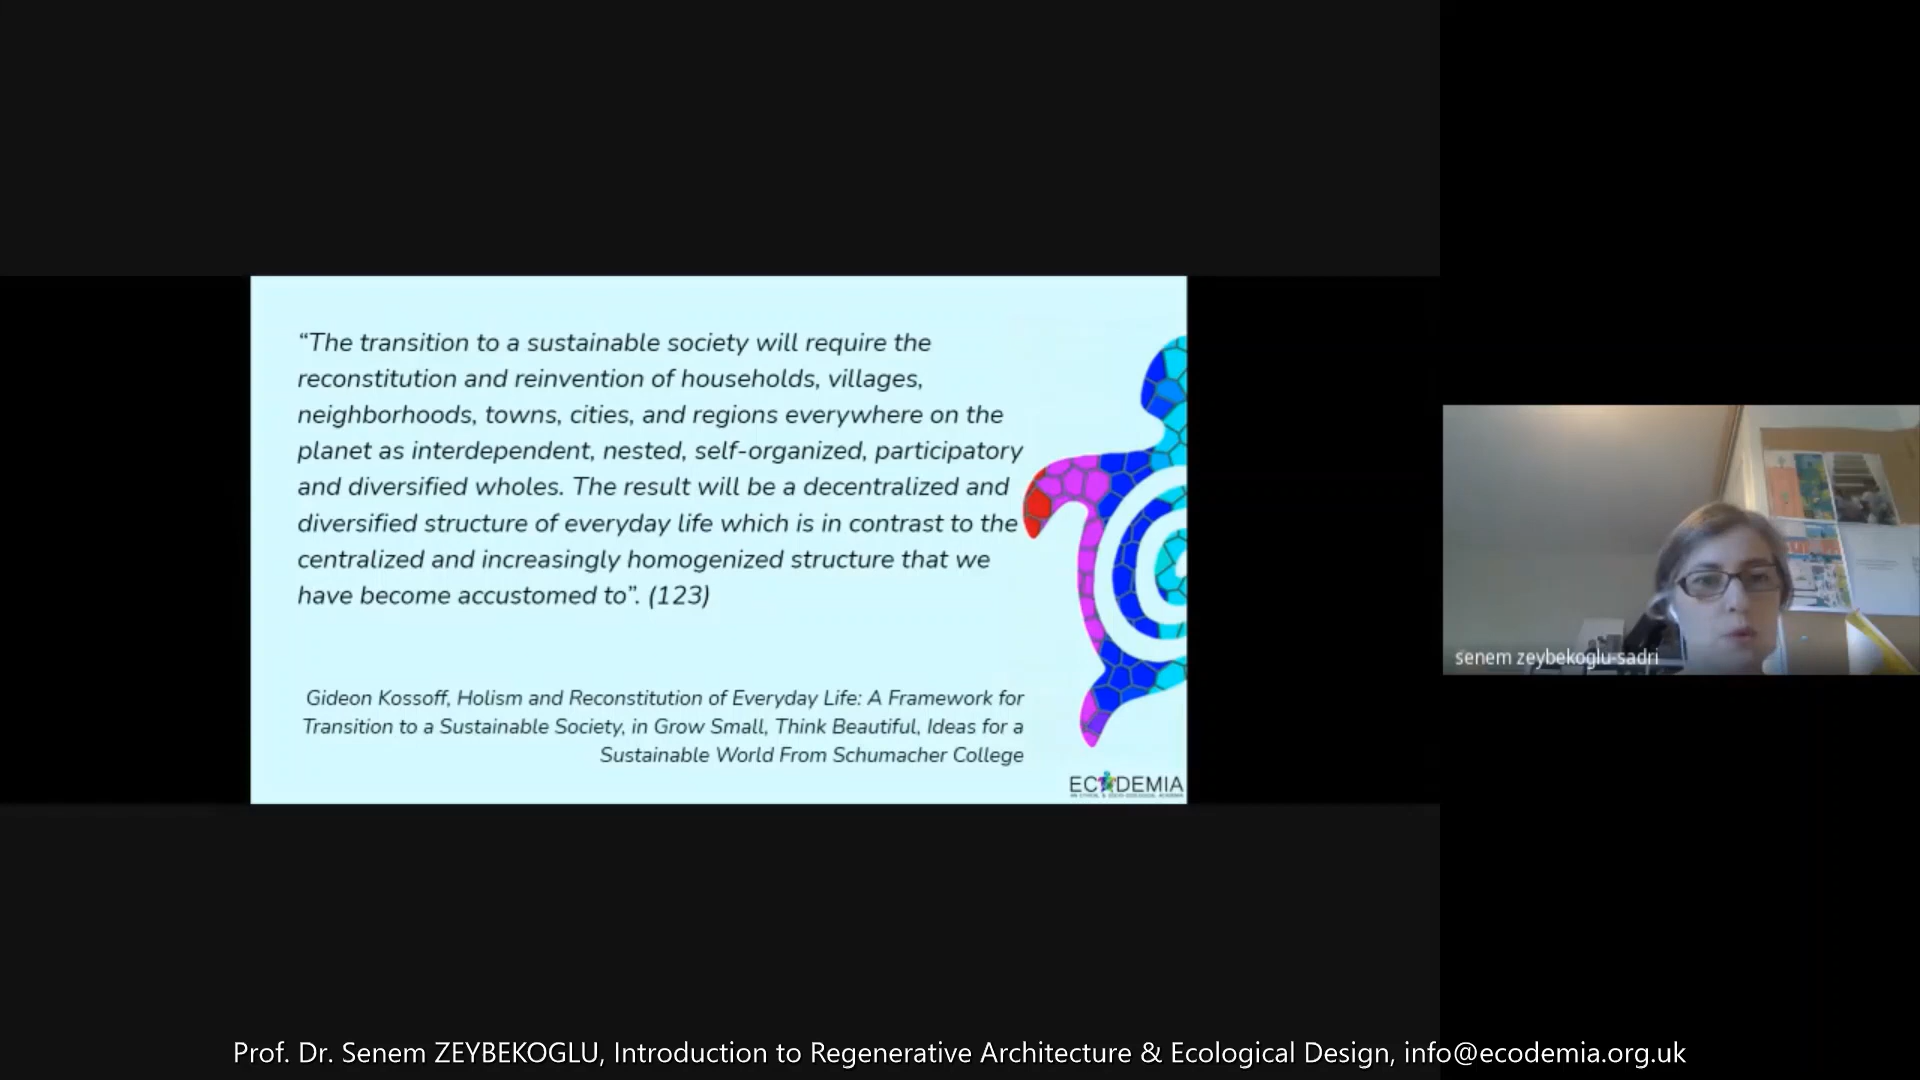 “The transition to a sustainable society will require the
reconstitution and reinvention of households, villages,
neighborhoods, towns, cities, and regions everywhere on the
planet as interdependent, nested, self-organized, participatory
and diversified wholes. The result will be a decentralized and
diversified structure of everyday life which is in contrast to the
centralized and increasingly homogenized structure that we
have become accustomed to”. (123)
Gideon Kossoff, Holism and Reconstitution of Everyday Life: A Framework for
Transition to a Sustainable Society, in Grow Small, Think Beautiful, Ideas for a
Sustainable World From Schumacher College
ECODEMIA
senem zeybekoglu-sadri
Prof. Dr. Senem ZEYBEKOGLU, Introduction to Regenerative Architecture & Ecological Design, info@ecodemia.org.uk